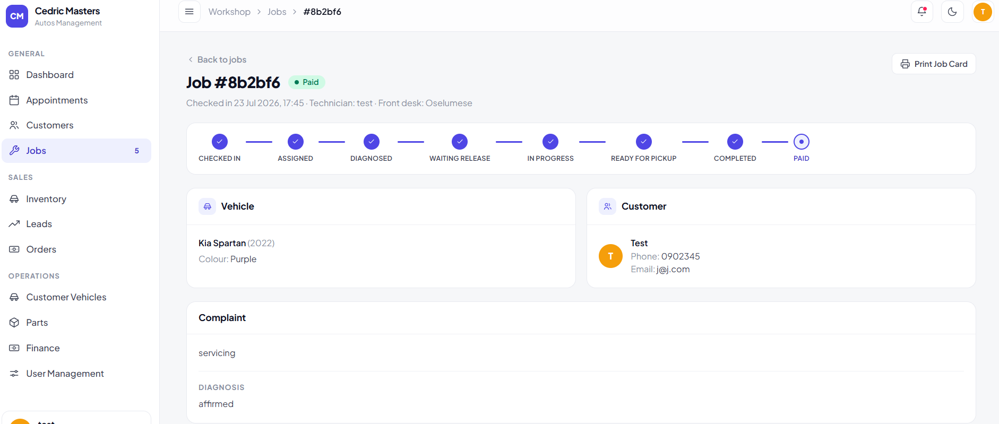 CM
Cedric Masters
Autos Management
GENERAL
Dashboard
Appointments
Customers
Jobs 5
SALES
Inventory
Leads
Orders
OPERATIONS
Customer Vehicles
Parts
Finance
User Management
Workshop > Jobs > #8b2bf6
T
Back to jobs
Print Job Card
Job #8b2bf6 Paid
Checked in 23 Jul 2026, 17:45 · Technician: test · Front desk: Oselumese
CHECKED IN ASSIGNED DIAGNOSED WAITING RELEASE IN PROGRESS READY FOR PICKUP COMPLETED PAID
Vehicle
Kia Spartan (2022)
Colour: Purple
Customer
T
Test
Phone: 0902345
Email: j@j.com
Complaint
servicing
DIAGNOSIS
affirmed